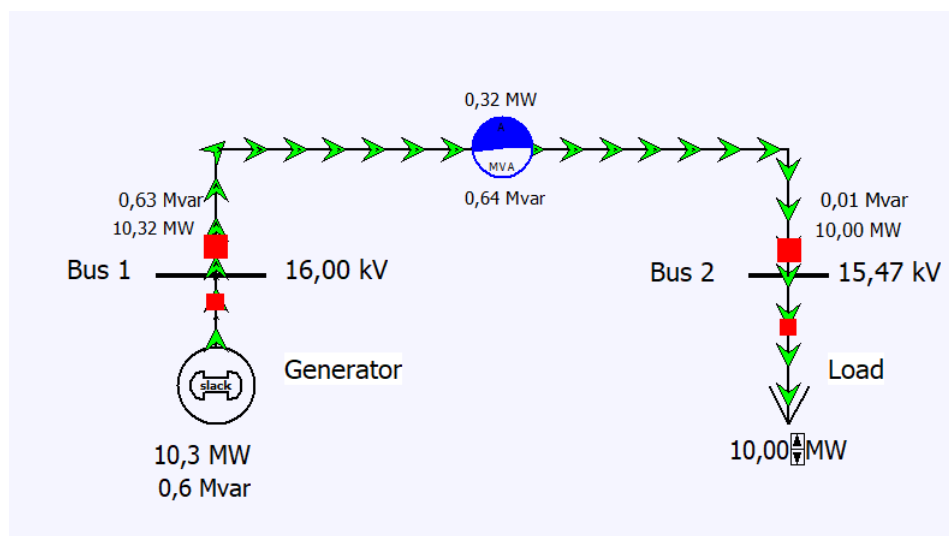 0,32 MW
A
MVA
0,64 Mvar
0,63 Mvar
10,32 MW
0,01 Mvar
10,00 MW
Bus 1
16,00 kV
Bus 2
15,47 kV
slack
Generator
Load
10,3 MW
0,6 Mvar
10,00 MW